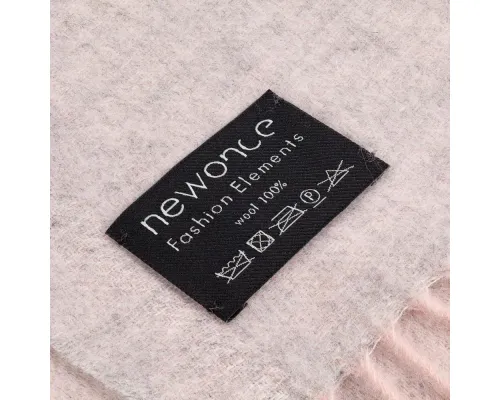 newonce
Fashion Elements
wool 100%
P